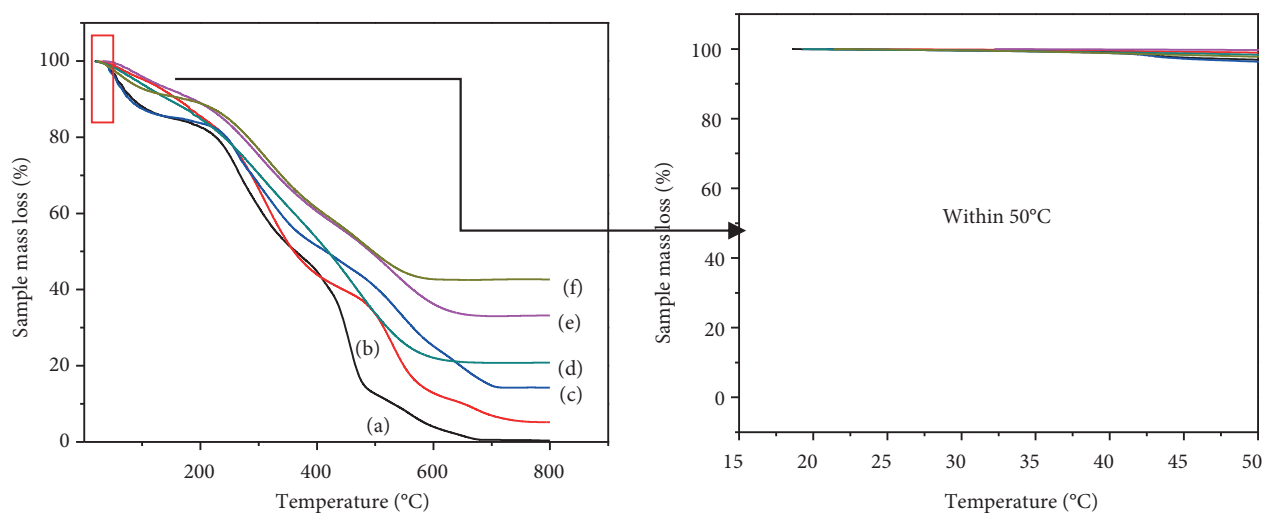 100
80
60
40
20
0
Sample mass loss (%)
200
400
600
800
Temperature (°C)
(a)
(b)
(c)
(d)
(e)
(f)
100
80
60
40
20
0
Sample mass loss (%)
Within 50°C
15
20
25
30
35
40
45
50
Temperature (°C)